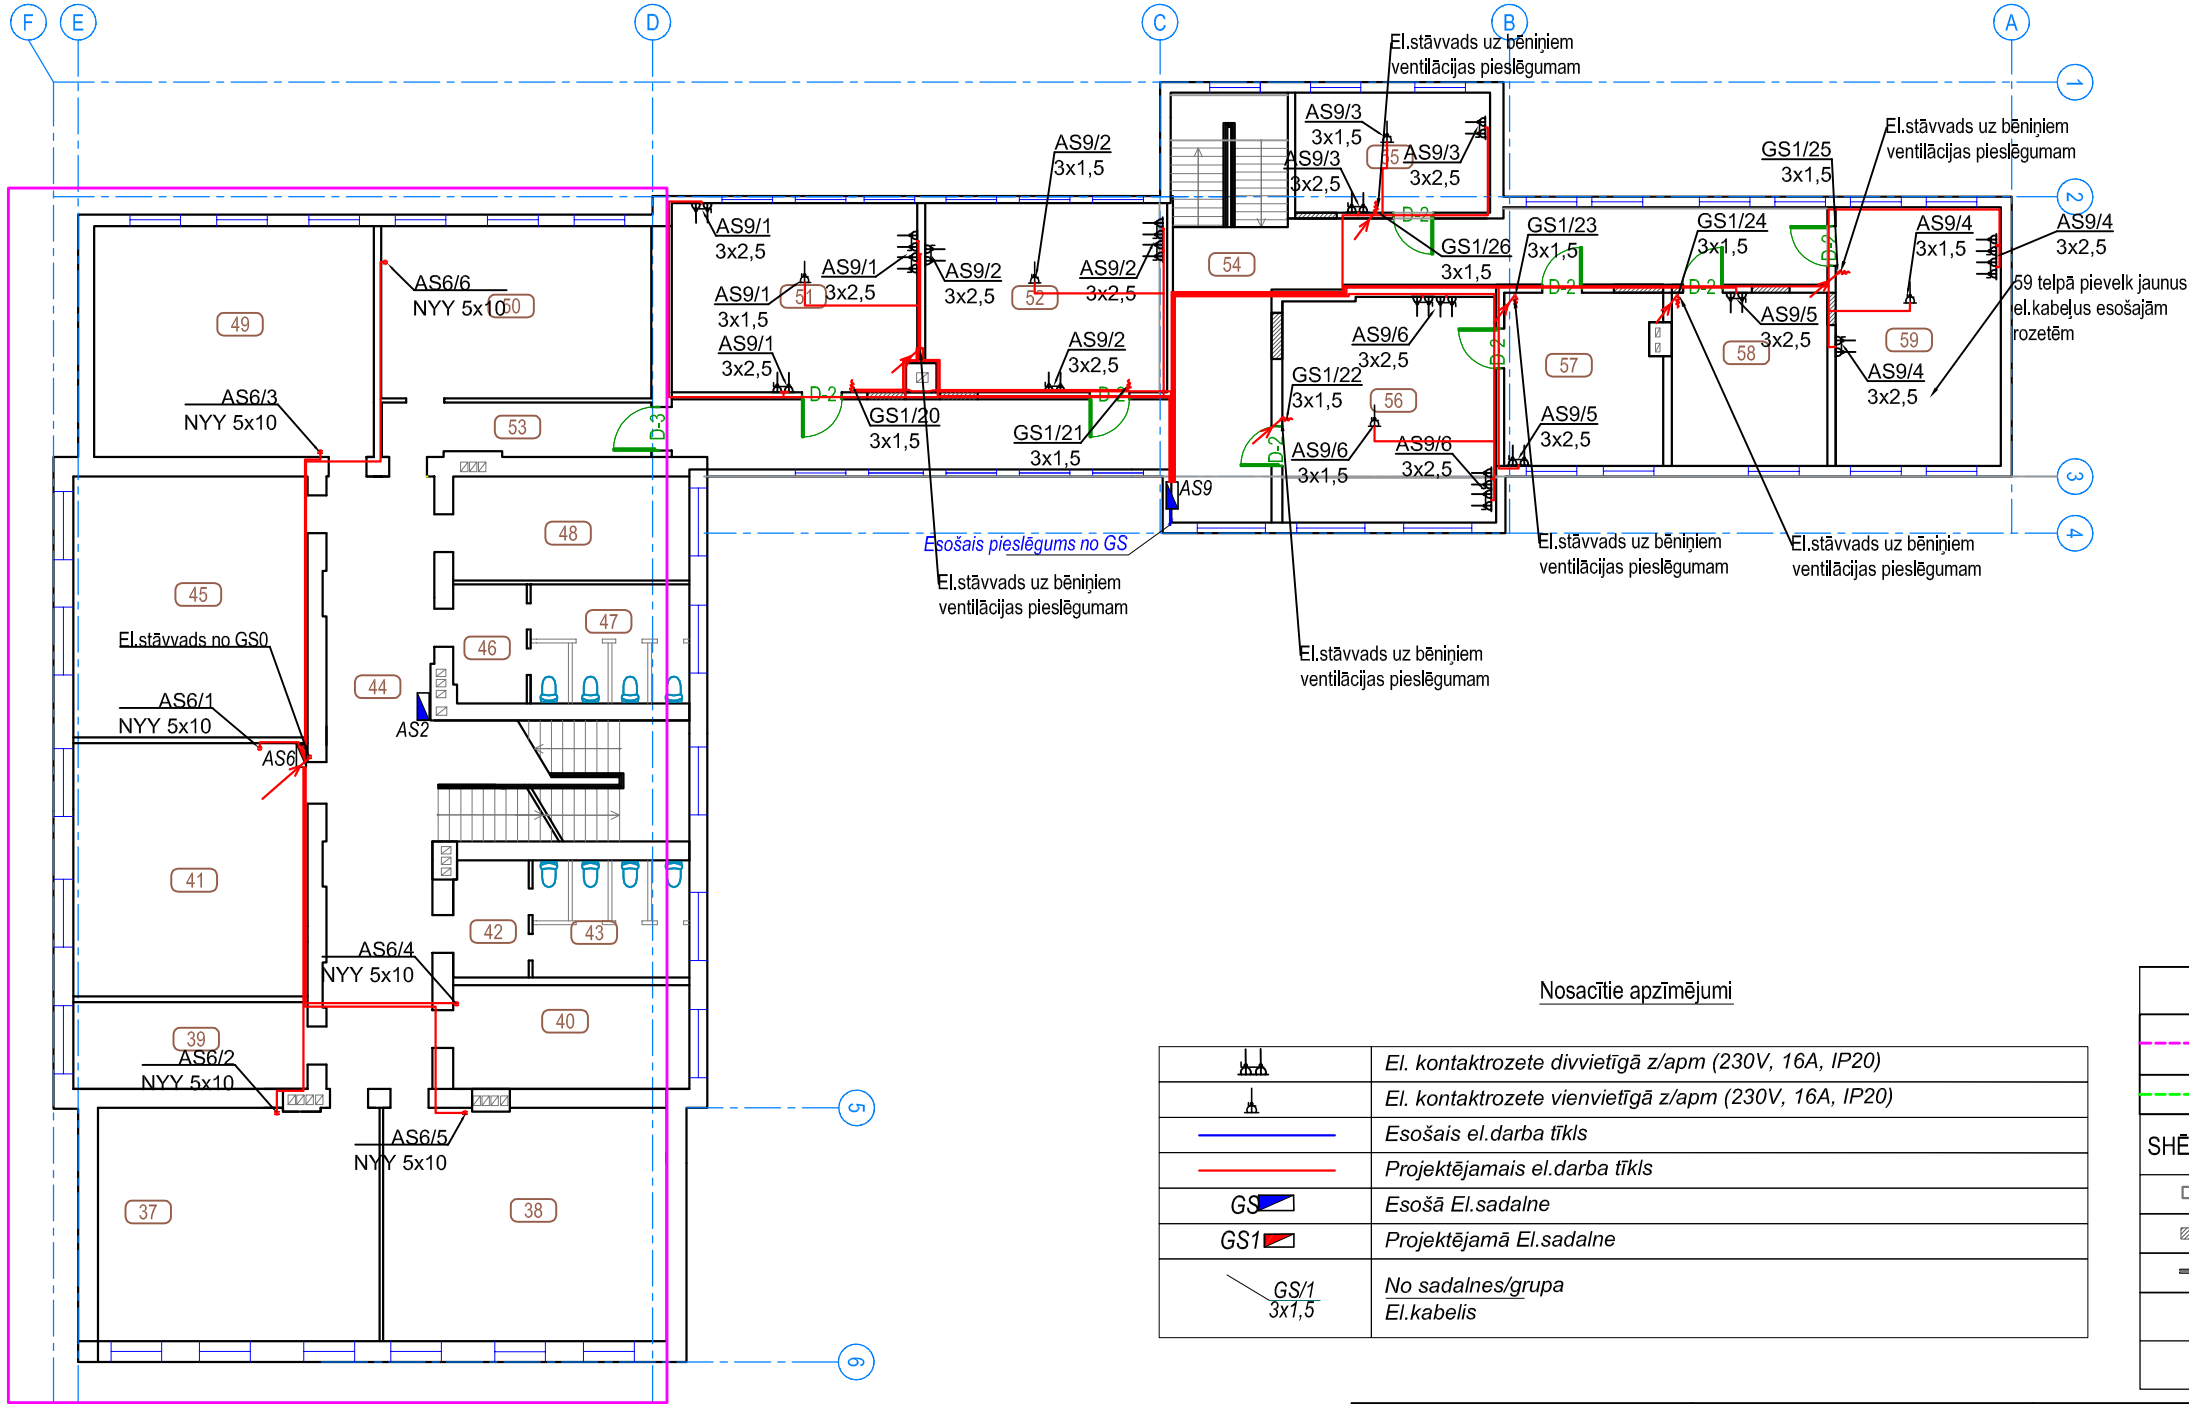 F
E
D
C
B
A
1
2
3
4
5
6
El.stāvvads uz bēniņiem
ventilācijas pieslēgumam
AS9/3
3x1,5
AS9/3
3x2,5
55
AS9/3
3x2,5
D-2
GS1/26
3x1,5
54
AS9/2
3x1,5
AS9/1
3x2,5
AS9/1
3x1,5
AS9/1
3x2,5
51
AS9/1
3x2,5
AS9/2
3x2,5
52
AS9/2
3x2,5
AS9/2
3x2,5
D-2
D-2
GS1/20
3x1,5
GS1/21
3x1,5
GS1/25
3x1,5
El.stāvvads uz bēniņiem
ventilācijas pieslēgumam
GS1/23
3x1,5
GS1/24
3x1,5
D-2
D-2
D-2
D-2
AS9/4
3x1,5
AS9/4
3x2,5
59 telpā pievelk jaunus
el.kabeļus esošajām
rozetēm
59
AS9/4
3x2,5
AS9/5
3x2,5
58
57
AS9/5
3x2,5
AS9/6
3x2,5
GS1/22
3x1,5
56
AS9/6
3x1,5
AS9/6
3x2,5
D-2
AS9
Esošais pieslēgums no GS
El.stāvvads uz bēniņiem
ventilācijas pieslēgumam
El.stāvvads uz bēniņiem
ventilācijas pieslēgumam
El.stāvvads uz bēniņiem
ventilācijas pieslēgumam
El.stāvvads uz bēniņiem
ventilācijas pieslēgumam
49
AS6/6
NYY 5x10
50
AS6/3
NYY 5x10
53
D-3
48
45
47
46
El.stāvvads no GS0
44
AS6/1
NYY 5x10
AS2
AS6
41
42
43
AS6/4
NYY 5x10
40
39
AS6/2
NYY 5x10
AS6/5
NYY 5x10
37
38
Nosacītie apzīmējumi
El. kontaktrozete divvietīgā z/apm (230V, 16A, IP20)
El. kontaktrozete vienvietīgā z/apm (230V, 16A, IP20)
Esošais el.darba tīkls
Projektējamais el.darba tīkls
GS
Esošā El.sadalne
GS1
Projektējamā El.sadalne
GS/1
3x1,5
No sadalnes/grupa
El.kabelis
SHĒ